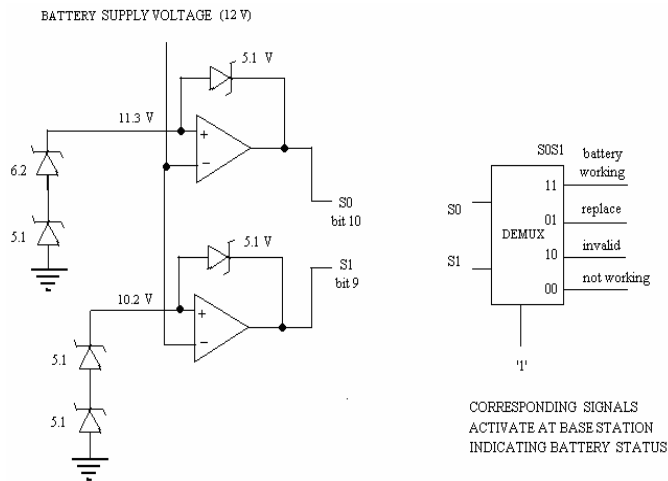 BATTERY SUPPLY VOLTAGE (12 V)
5.1 V
11.3 V
+
−
6.2
5.1
S0
bit 10
5.1 V
S1
bit 9
10.2 V
+
−
5.1
5.1
S0S1
battery
working
11
S0
replace
01
DEMUX
invalid
10
S1
not working
00
'1'
CORRESPONDING SIGNALS
ACTIVATE AT BASE STATION
INDICATING BATTERY STATUS